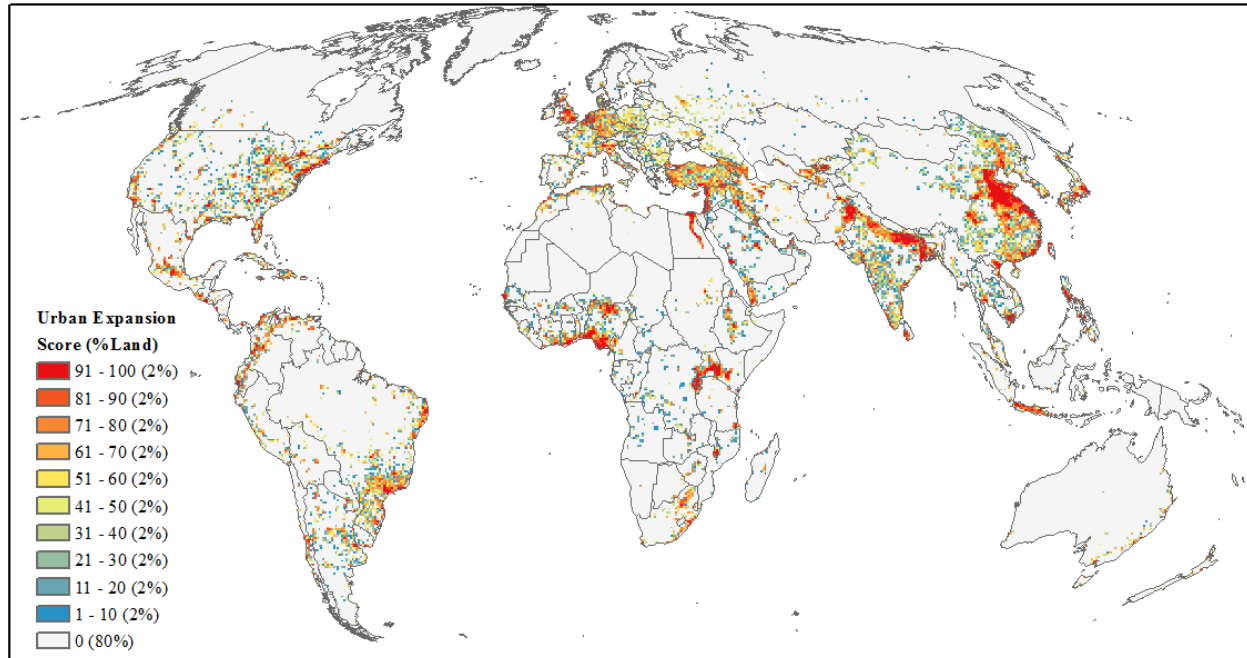 Urban Expansion
Score (%Land)
91 - 100 (2%)
81 - 90 (2%)
71 - 80 (2%)
61 - 70 (2%)
51 - 60 (2%)
41 - 50 (2%)
31 - 40 (2%)
21 - 30 (2%)
11 - 20 (2%)
1 - 10 (2%)
0 (80%)